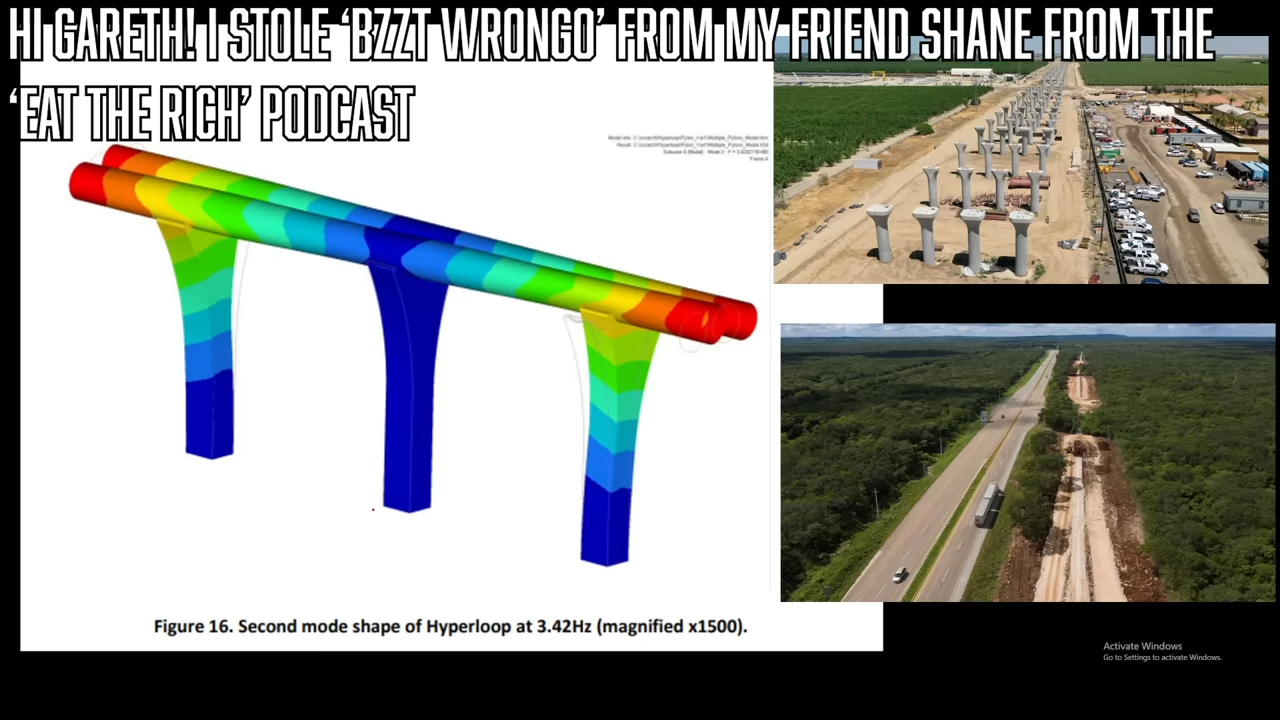 HI GARETH! I STOLE ‘BZZT WRONGO’ FROM MY FRIEND SHANE FROM THE
‘EAT THE RICH’ PODCAST
Figure 16. Second mode shape of Hyperloop at 3.42Hz (magnified x1500).
Activate Windows
Go to Settings to activate Windows.